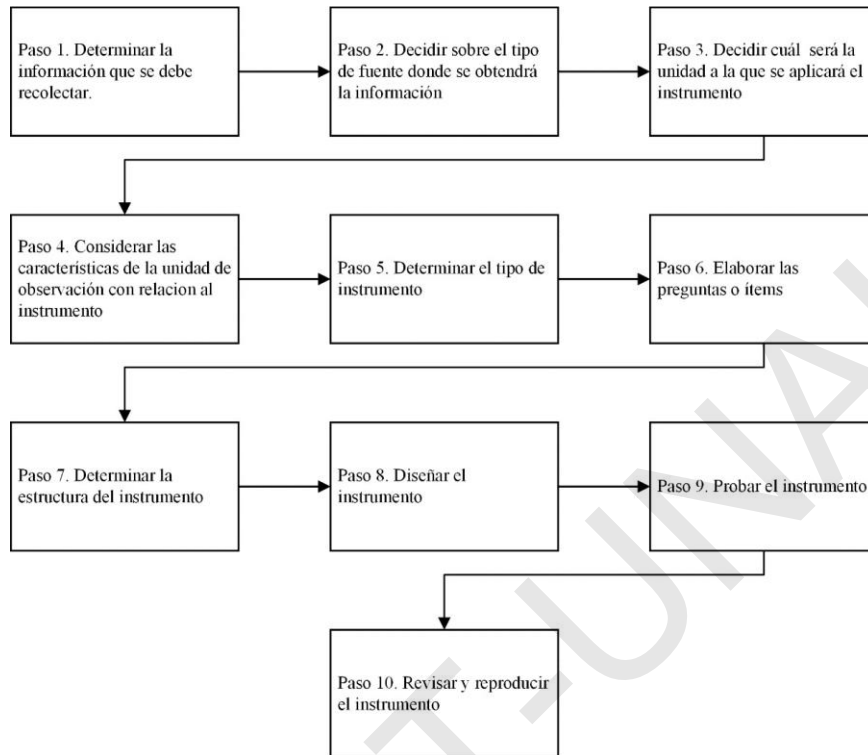 Paso 1. Determinar la
información que se debe
recolectar.
Paso 2. Decidir sobre el tipo
de fuente donde se obtendrá
la información
Paso 3. Decidir cuál será la
unidad a la que se aplicará el
instrumento
Paso 4. Considerar las
características de la unidad de
observación con relacion al
instrumento
Paso 5. Determinar el tipo de
instrumento
Paso 6. Elaborar las
preguntas o ítems
Paso 7. Determinar la
estructura del instrumento
Paso 8. Diseñar el
instrumento
Paso 9. Probar el instrumento
Paso 10. Revisar y reproducir
el instrumento